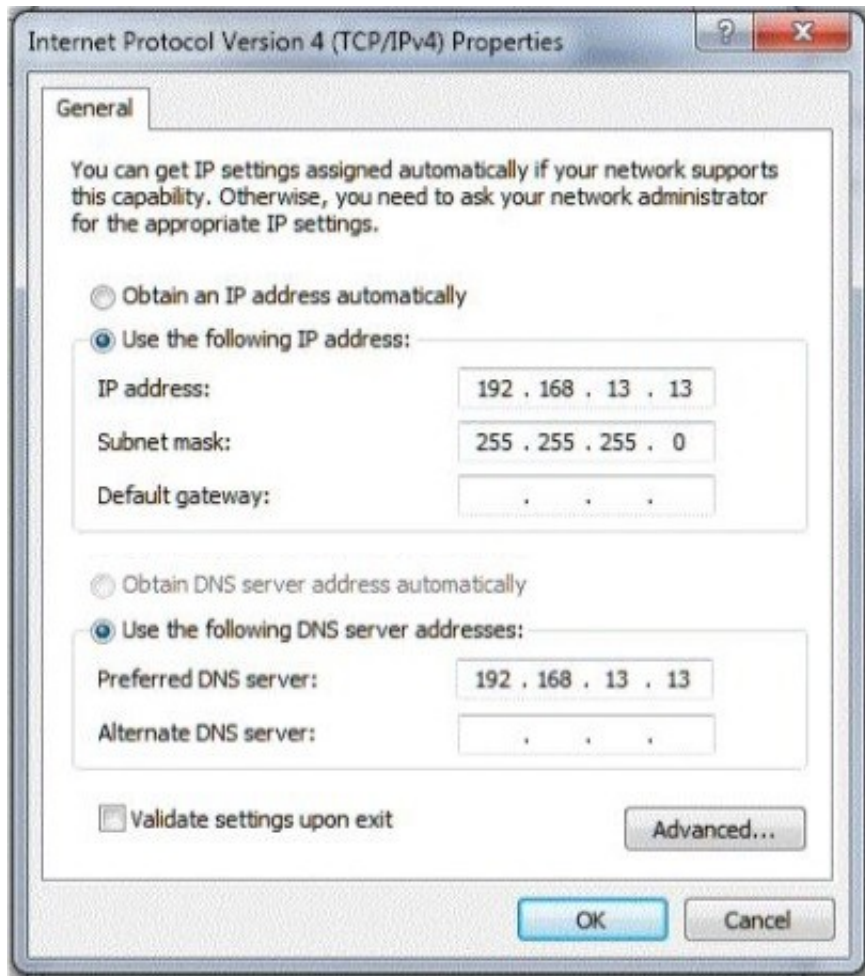 Internet Protocol Version 4 (TCP/IPv4) Properties
General
You can get IP settings assigned automatically if your network supports
this capability. Otherwise, you need to ask your network administrator
for the appropriate IP settings.
Obtain an IP address automatically
Use the following IP address:
IP address: 192 . 168 . 13 . 13
Subnet mask: 255 . 255 . 255 . 0
Default gateway: . . .
Obtain DNS server address automatically
Use the following DNS server addresses:
Preferred DNS server: 192 . 168 . 13 . 13
Alternate DNS server: . . .
Validate settings upon exit
Advanced...
OK Cancel